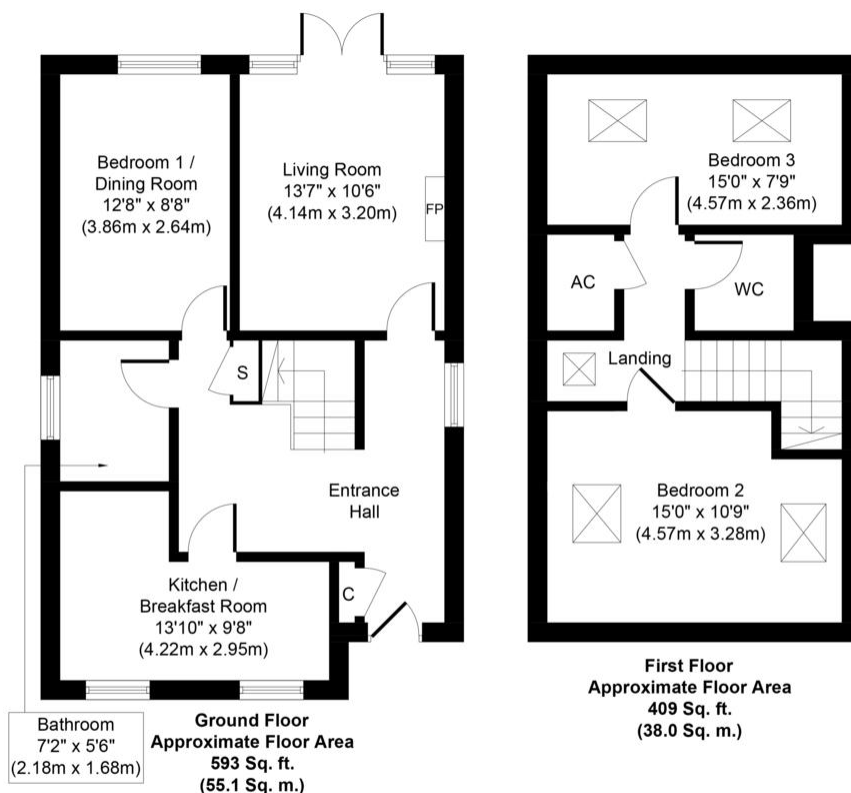 Bedroom 1 /
Dining Room
12'8" x 8'8"
(3.86m x 2.64m)
Living Room
13'7" x 10'6"
(4.14m x 3.20m)
FP
S
Entrance
Hall
Kitchen /
Breakfast Room
13'10" x 9'8"
(4.22m x 2.95m)
C
Bathroom
7'2" x 5'6"
(2.18m x 1.68m)
Ground Floor
Approximate Floor Area
593 Sq. ft.
(55.1 Sq. m.)
Bedroom 3
15'0" x 7'9"
(4.57m x 2.36m)
AC
WC
Landing
Bedroom 2
15'0" x 10'9"
(4.57m x 3.28m)
First Floor
Approximate Floor Area
409 Sq. ft.
(38.0 Sq. m.)